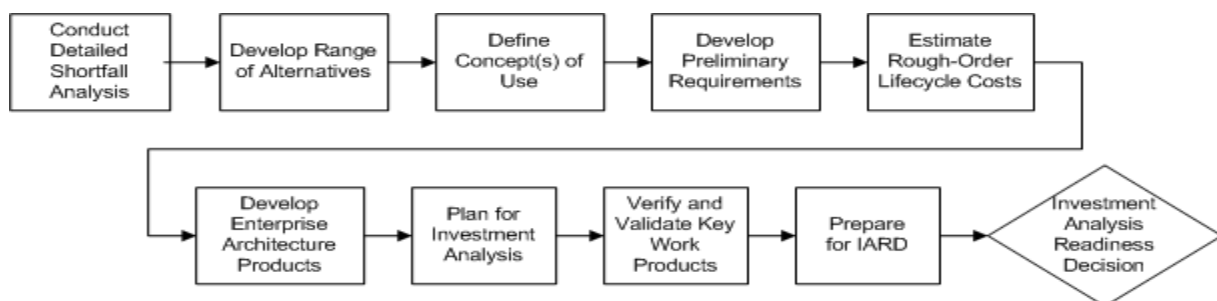 Conduct
Detailed
Shortfall
Analysis
Develop Range
of Alternatives
Define
Concept(s) of
Use
Develop
Preliminary
Requirements
Estimate
Rough-Order
Lifecycle Costs
Develop
Enterprise
Architecture
Products
Plan for
Investment
Analysis
Verify and
Validate Key
Work
Products
Prepare
for IARD
Investment
Analysis
Readiness
Decision